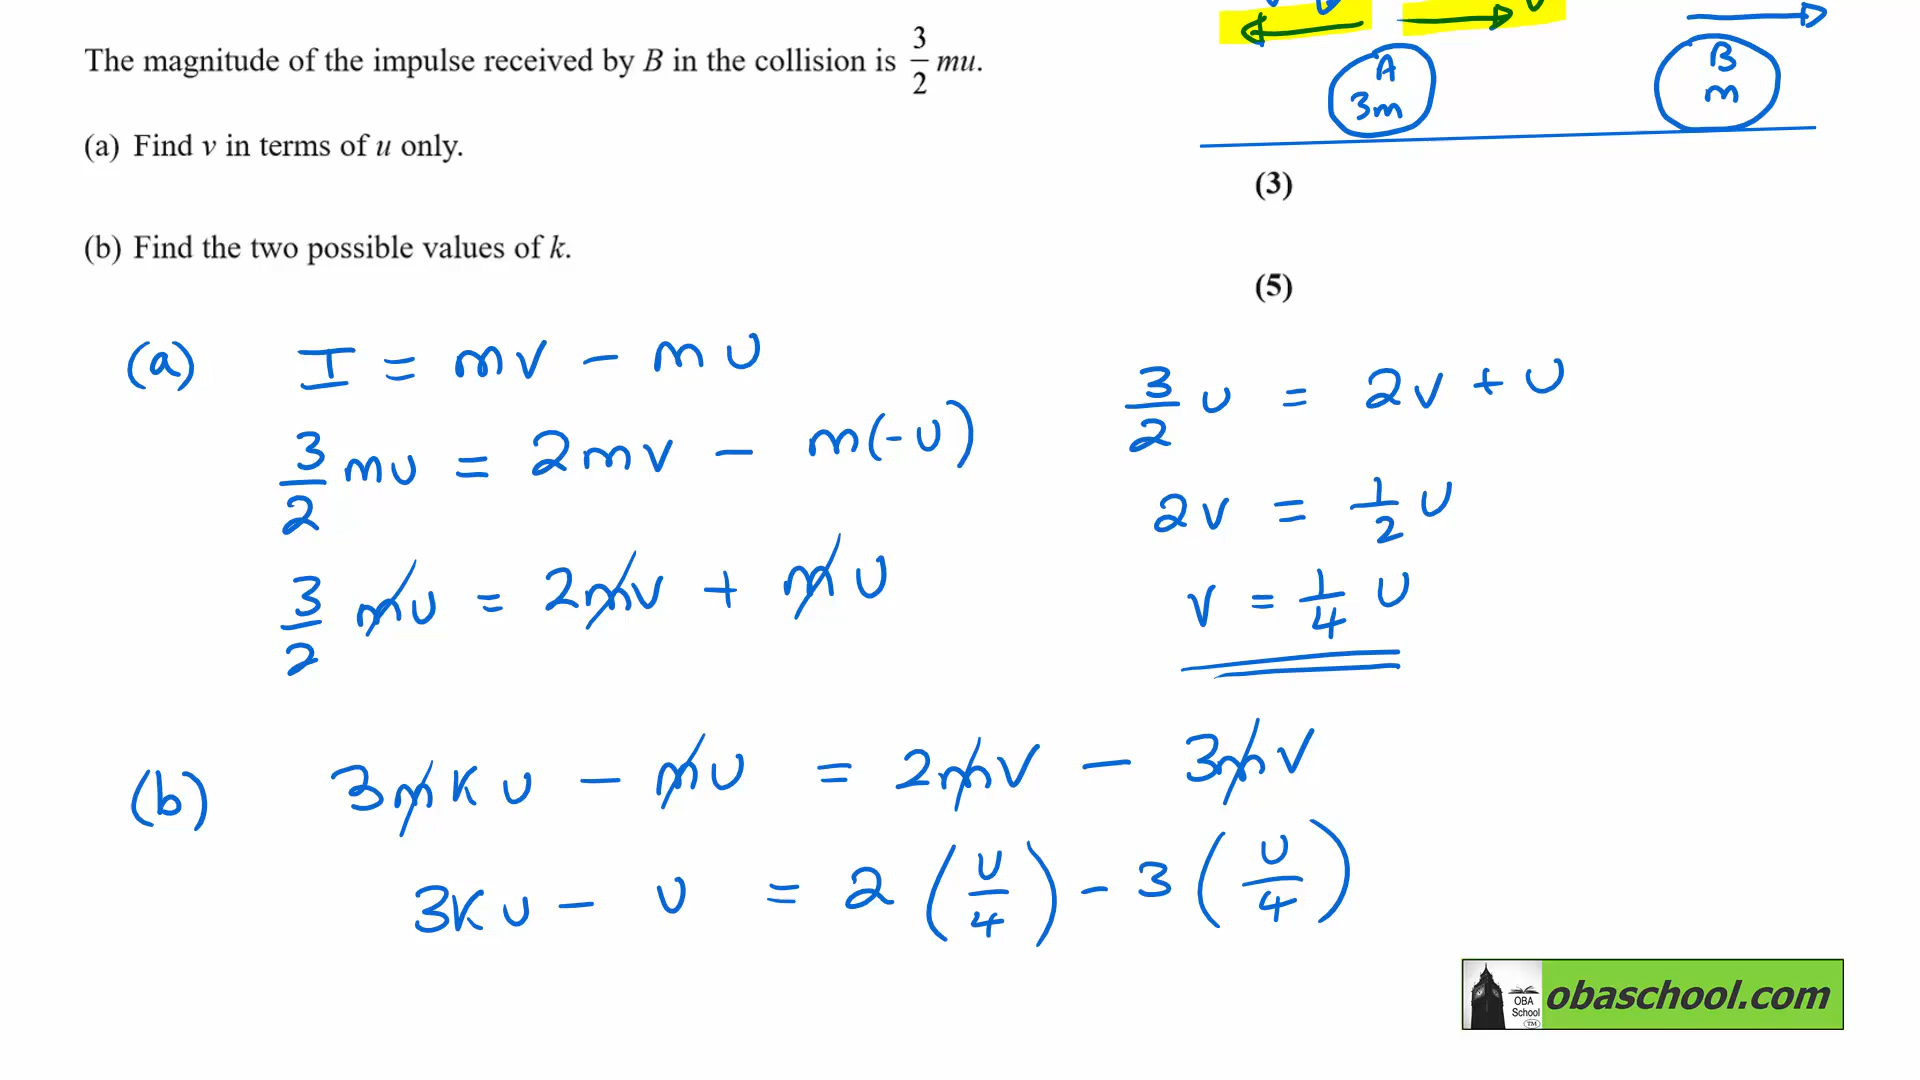 The magnitude of the impulse received by B in the collision is 3/2 mu.
A
3m
B
m
(a) Find v in terms of u only.
(3)
(b) Find the two possible values of k.
(5)
(a) I = mv - mu
3/2 mu = 2mv - m(-u)
3/2 mu = 2mv + mu
3/2 u = 2v + u
2v = 1/2 u
v = 1/4 u
(b) 3mku - mu = 2mv - 3mv
3ku - u = 2(u/4) - 3(u/4)
OBA
School
TM
obaschool.com